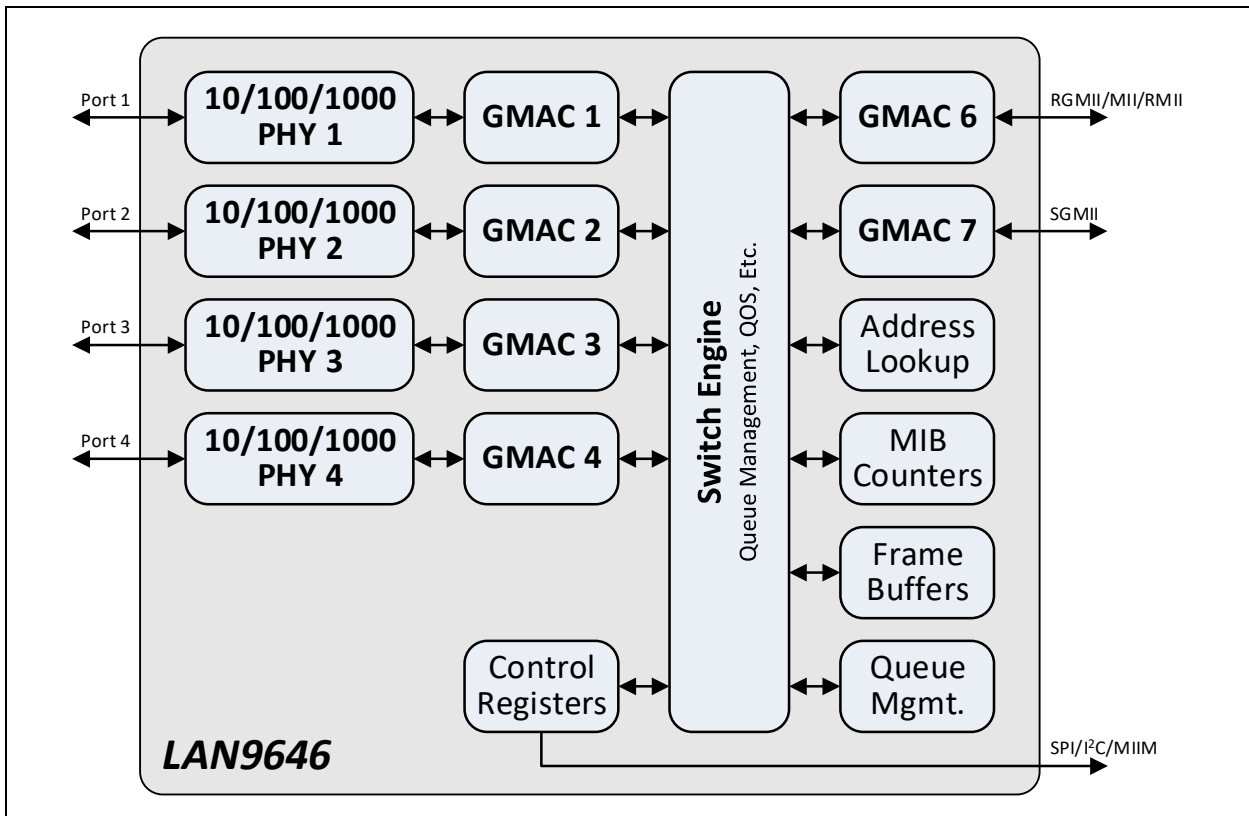 Port 1
10/100/1000
PHY 1
GMAC 1
GMAC 6
RGMII/MII/RMII
Port 2
10/100/1000
PHY 2
GMAC 2
GMAC 7
SGMII
Port 3
10/100/1000
PHY 3
GMAC 3
Switch Engine
Queue Management, QOS, Etc.
Address
Lookup
Port 4
10/100/1000
PHY 4
GMAC 4
MIB
Counters
Frame
Buffers
Control
Registers
Queue
Mgmt.
LAN9646
SPI/I²C/MIIM